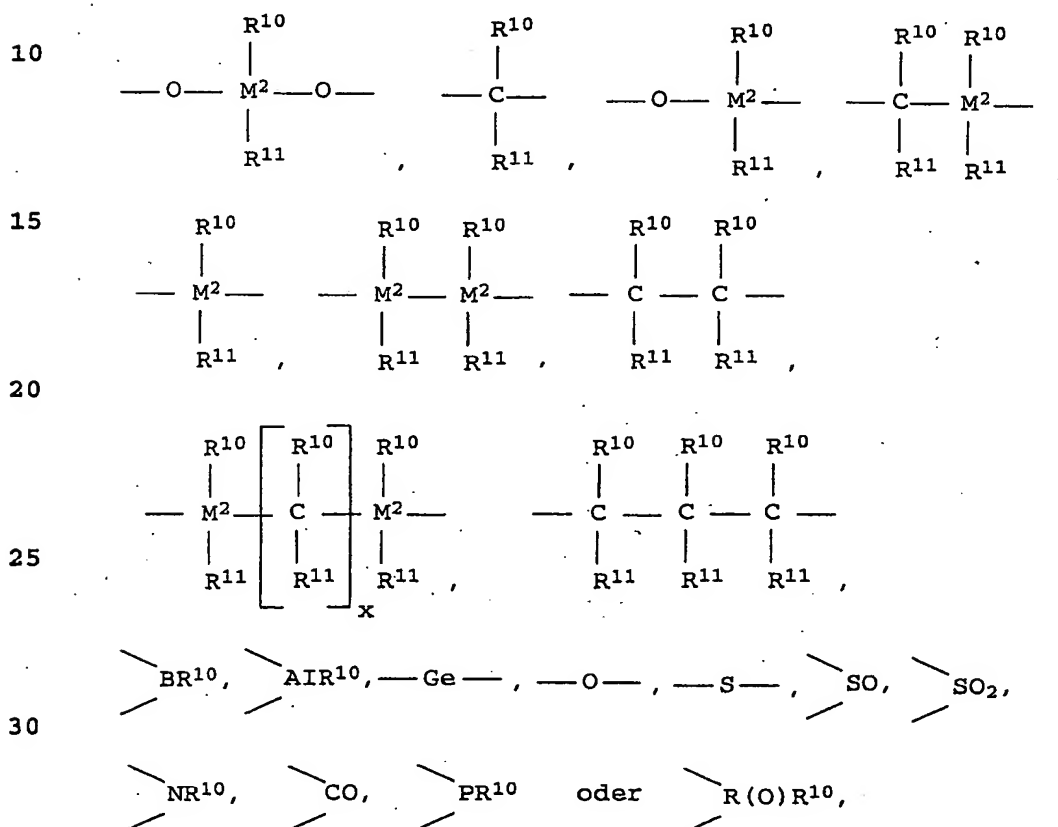 R¹⁰ R¹⁰ R¹⁰ R¹⁰ R¹⁰
10
—O—M²—O— —C— —O—M²— —C—M²—
R¹¹ , R¹¹ , R¹¹ , R¹¹ R¹¹
15
R¹⁰ R¹⁰ R¹⁰ R¹⁰ R¹⁰
—M²— —M²—M²— —C—C—
R¹¹ , R¹¹ R¹¹ , R¹¹ R¹¹ ,
20
R¹⁰ R¹⁰ R¹⁰ R¹⁰ R¹⁰ R¹⁰
—M²—[C]—M²— —C—C—C—
25
R¹¹ R¹¹ R¹¹ , R¹¹ R¹¹ R¹¹ ,
x
BR¹⁰, AIR¹⁰, —Ge—, —O—, —S—, SO, SO₂,
30
NR¹⁰, CO, PR¹⁰ oder R(O)R¹⁰,